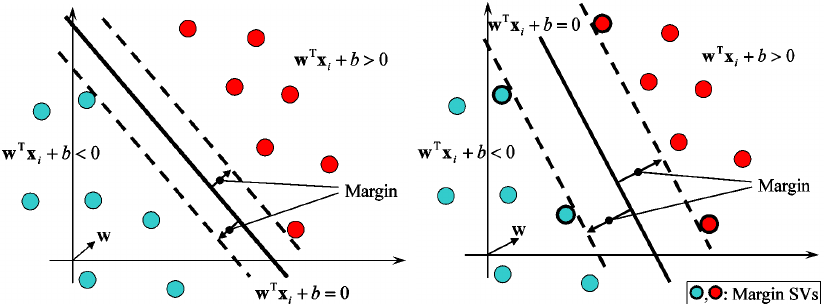 wᵀxᵢ + b > 0
wᵀxᵢ + b < 0
Margin
w
wᵀxᵢ + b = 0
wᵀxᵢ + b = 0
wᵀxᵢ + b > 0
wᵀxᵢ + b < 0
Margin
w
,: Margin SVs